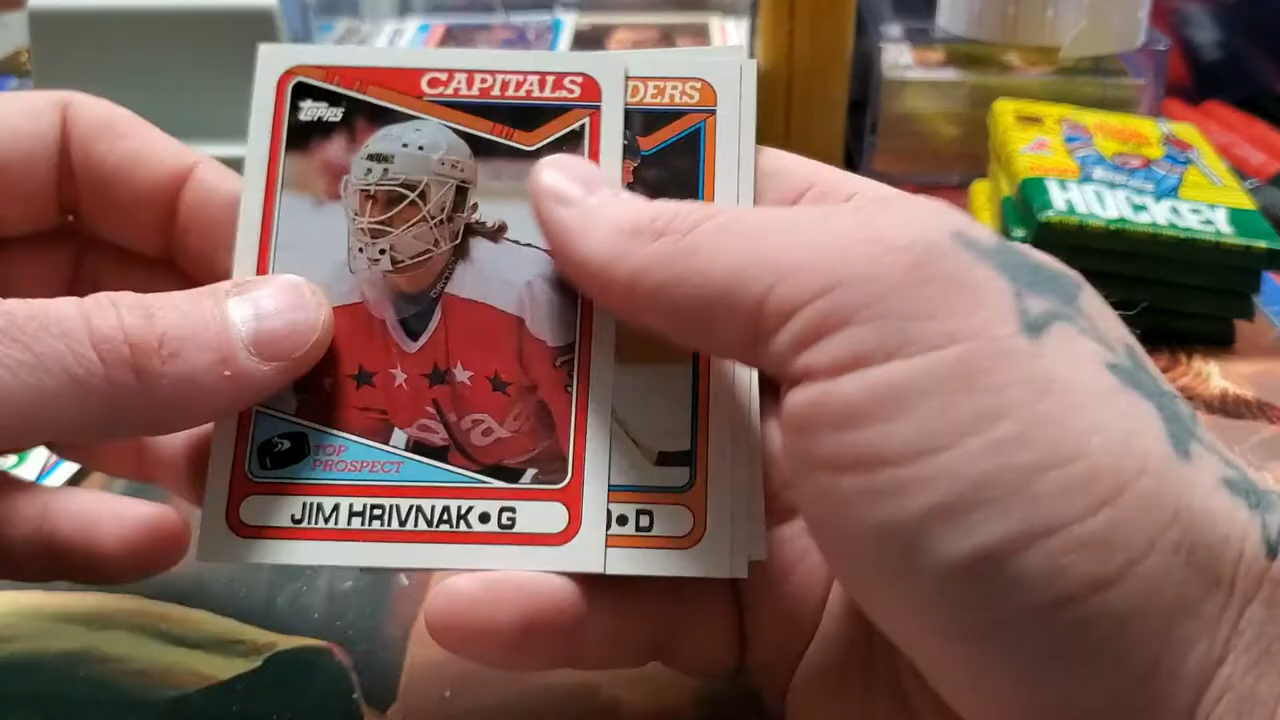 CAPITALS
Topps
TOP
PROSPECT
JIM HRIVNAK • G
DERS
• D
HOCKEY